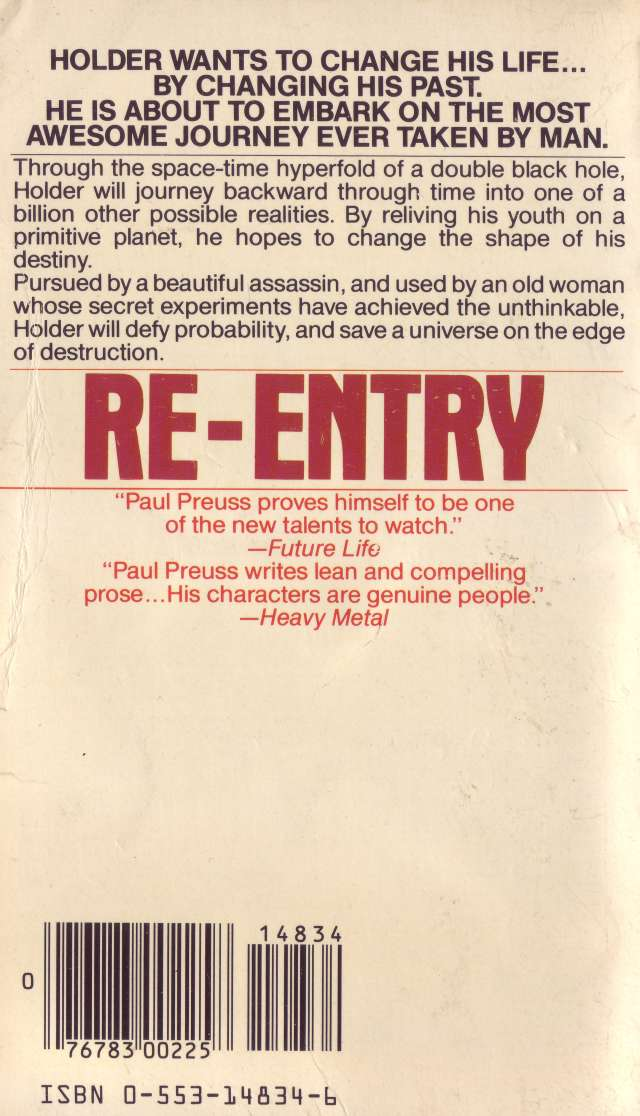 HOLDER WANTS TO CHANGE HIS LIFE...
BY CHANGING HIS PAST.
HE IS ABOUT TO EMBARK ON THE MOST
AWESOME JOURNEY EVER TAKEN BY MAN.
Through the space-time hyperfold of a double black hole,
Holder will journey backward through time into one of a
billion other possible realities. By reliving his youth on a
primitive planet, he hopes to change the shape of his
destiny.
Pursued by a beautiful assassin, and used by an old woman
whose secret experiments have achieved the unthinkable,
Holder will defy probability, and save a universe on the edge
of destruction.
RE-ENTRY
“Paul Preuss proves himself to be one
of the new talents to watch.”
—Future Life
“Paul Preuss writes lean and compelling
prose...His characters are genuine people.”
—Heavy Metal
14834
0
76783 00225
ISBN 0-553-14834-6